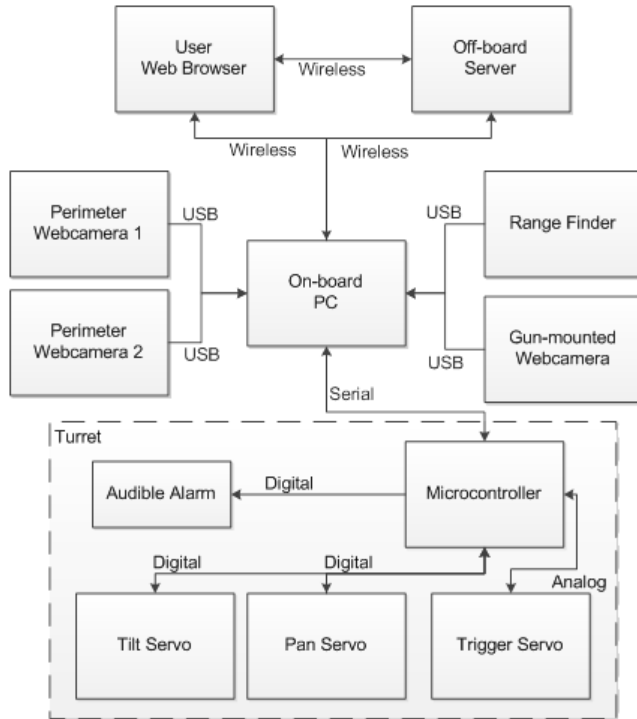 User
Web Browser
Off-board
Server
Wireless
Wireless
Wireless
Perimeter
Webcamera 1
USB
USB
Range Finder
On-board
PC
Perimeter
Webcamera 2
USB
USB
Gun-mounted
Webcamera
Serial
Turret
Audible Alarm
Digital
Microcontroller
Digital
Digital
Analog
Tilt Servo
Pan Servo
Trigger Servo